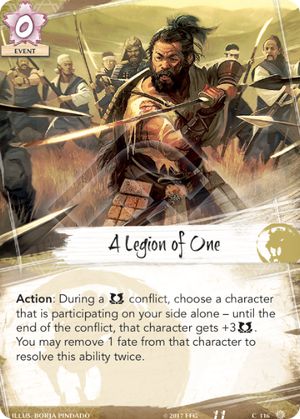 0
EVENT
A Legion of One
Action: During a conflict, choose a character
that is participating on your side alone – until
the end of the conflict, that character gets +3.
You may remove 1 fate from that character to
resolve this ability twice.
ILLUS: BORJA PINDADO
© 2017 FFG
11
C 116